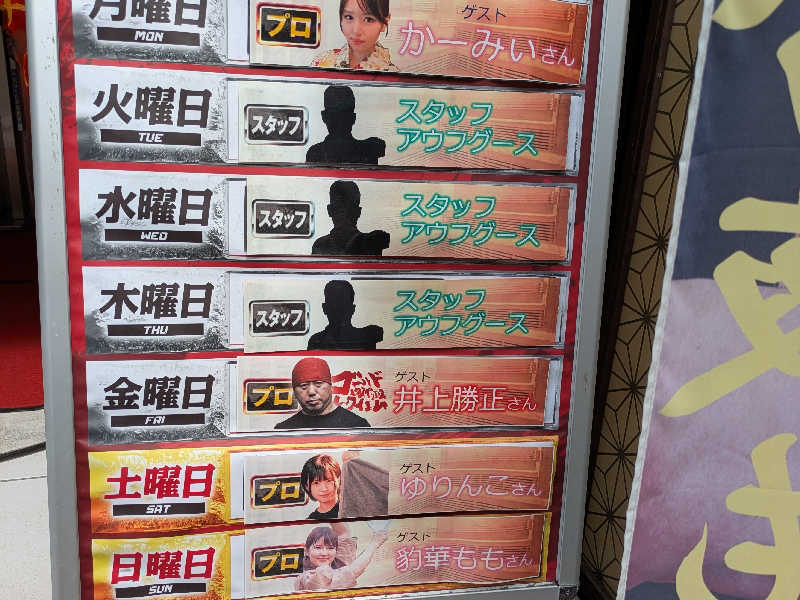 月曜日
MON
プロ
ゲスト
かーみぃさん
火曜日
TUE
スタッフ
スタッフ
アウフグース
水曜日
WED
スタッフ
スタッフ
アウフグース
木曜日
THU
スタッフ
スタッフ
アウフグース
金曜日
FRI
プロ
ゲスト
井上勝正さん
土曜日
SAT
プロ
ゲスト
ゆりんこさん
日曜日
SUN
プロ
ゲスト
豹華ももさん